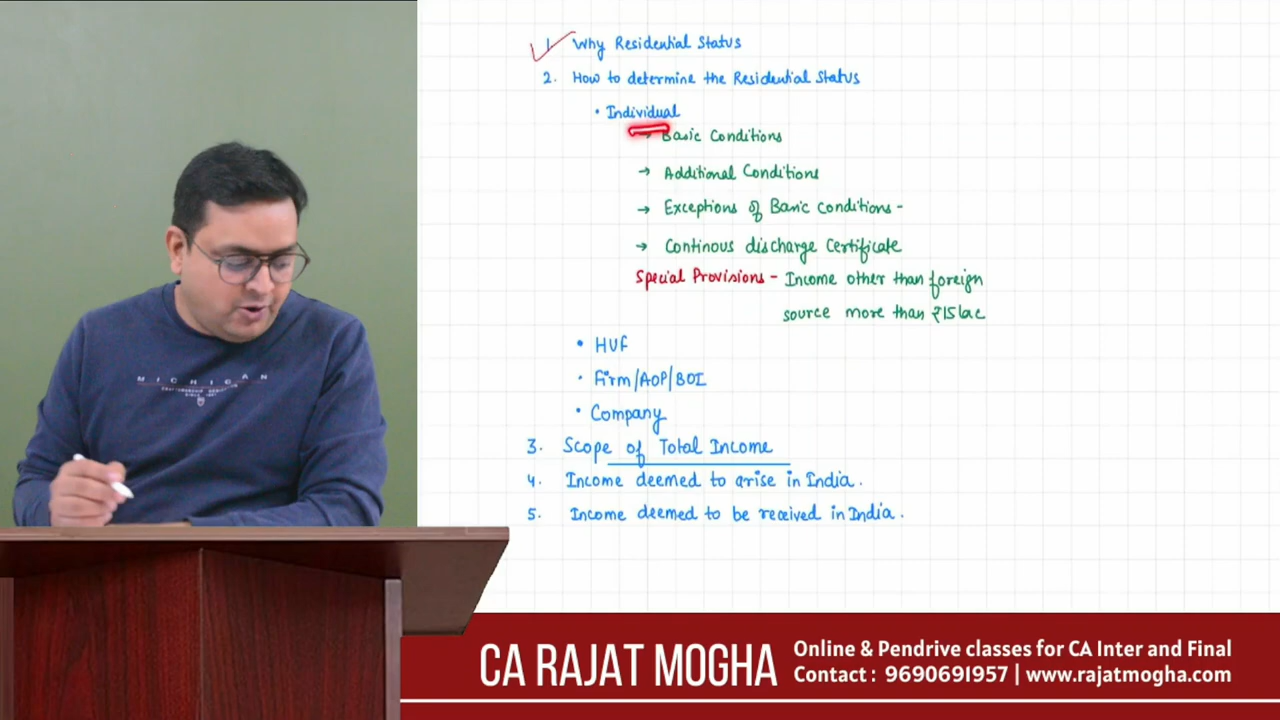 1. Why Residential Status
2. How to determine the Residential Status
• Individual
→ Basic Conditions
→ Additional Conditions
→ Exceptions of Basic Conditions -
→ Continous discharge Certificate
Special Provisions - Income other than foreign
source more than ₹15 lac
• HUF
• Firm/AOP/BOI
• Company
3. Scope of Total Income
4. Income deemed to arise in India.
5. Income deemed to be received in India.
MICHIGAN
CA RAJAT MOGHA
Online & Pendrive classes for CA Inter and Final
Contact : 9690691957 | www.rajatmogha.com